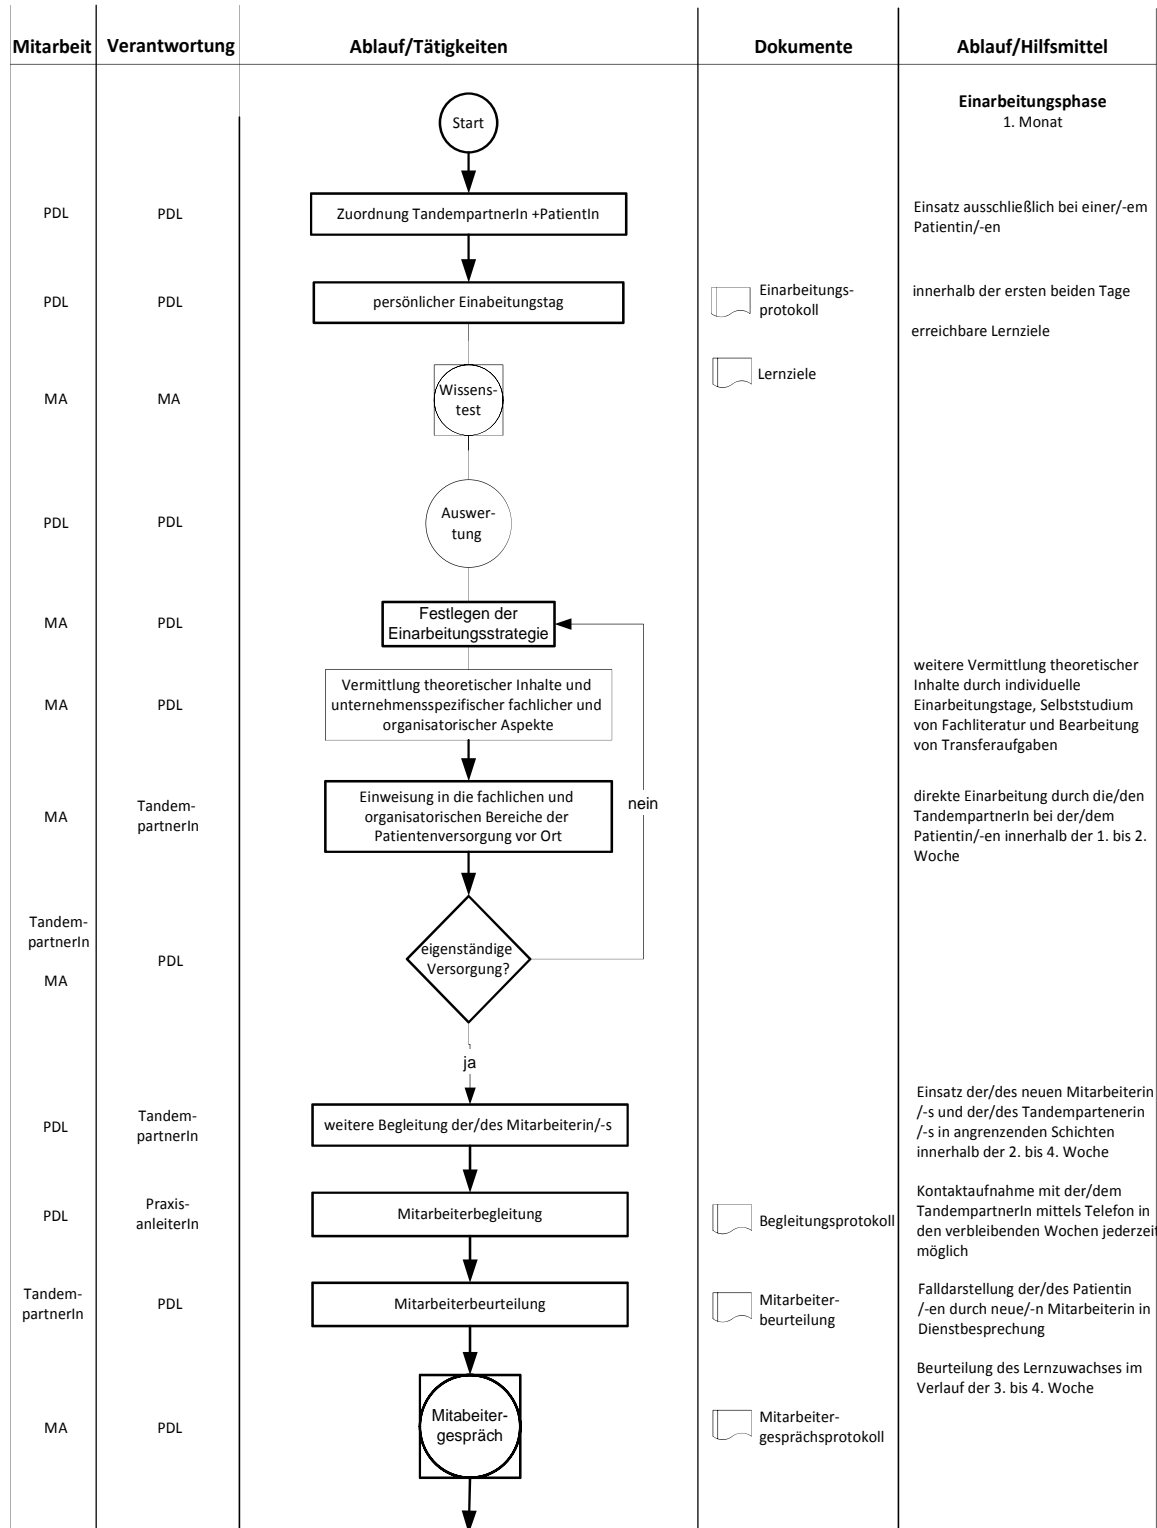 Mitarbeit Verantwortung Ablauf/Tätigkeiten Dokumente Ablauf/Hilfsmittel
Einarbeitungsphase
1. Monat
Start
PDL
PDL
Zuordnung TandempartnerIn +PatientIn
Einsatz ausschließlich bei einer/-em
Patientin/-en
PDL
PDL
persönlicher Einabeitungstag
Einarbeitungs-
protokoll
innerhalb der ersten beiden Tage
erreichbare Lernziele
Lernziele
MA
MA
Wissens-
test
PDL
PDL
Auswer-
tung
MA
PDL
Festlegen der
Einarbeitungsstrategie
MA
PDL
Vermittlung theoretischer Inhalte und
unternehmensspezifischer fachlicher und
organisatorischer Aspekte
weitere Vermittlung theoretischer
Inhalte durch individuelle
Einarbeitungstage, Selbststudium
von Fachliteratur und Bearbeitung
von Transferaufgaben
MA
Tandem-
partnerIn
Einweisung in die fachlichen und
organisatorischen Bereiche der
Patientenversorgung vor Ort
nein
direkte Einarbeitung durch die/den
TandempartnerIn bei der/dem
Patientin/-en innerhalb der 1. bis 2.
Woche
Tandem-
partnerIn
MA
PDL
eigenständige
Versorgung?
ja
PDL
Tandem-
partnerIn
weitere Begleitung der/des Mitarbeiterin/-s
Einsatz der/des neuen Mitarbeiterin
/-s und der/des Tandempartenerin
/-s in angrenzenden Schichten
innerhalb der 2. bis 4. Woche
PDL
Praxis-
anleiterIn
Mitarbeiterbegleitung
Begleitungsprotokoll
Kontaktaufnahme mit der/dem
TandempartnerIn mittels Telefon in
den verbleibenden Wochen jederzeit
möglich
Tandem-
partnerIn
PDL
Mitarbeiterbeurteilung
Mitarbeiter-
beurteilung
Falldarstellung der/des Patientin
/-en durch neue/-n Mitarbeiterin in
Dienstbesprechung
Beurteilung des Lernzuwachses im
Verlauf der 3. bis 4. Woche
MA
PDL
Mitabeiter-
gespräch
Mitarbeiter-
gesprächsprotokoll